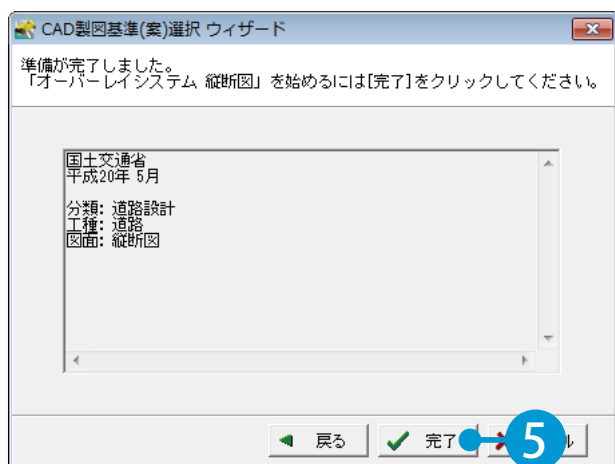 CAD製図基準(案)選択 ウィザード
準備が完了しました。
「オーバーレイシステム 縦断図」を始めるには[完了]をクリックしてください。
国土交通省
平成20年 5月
分類: 道路設計
工種: 道路
図面: 縦断図
戻る
完了
5
ル